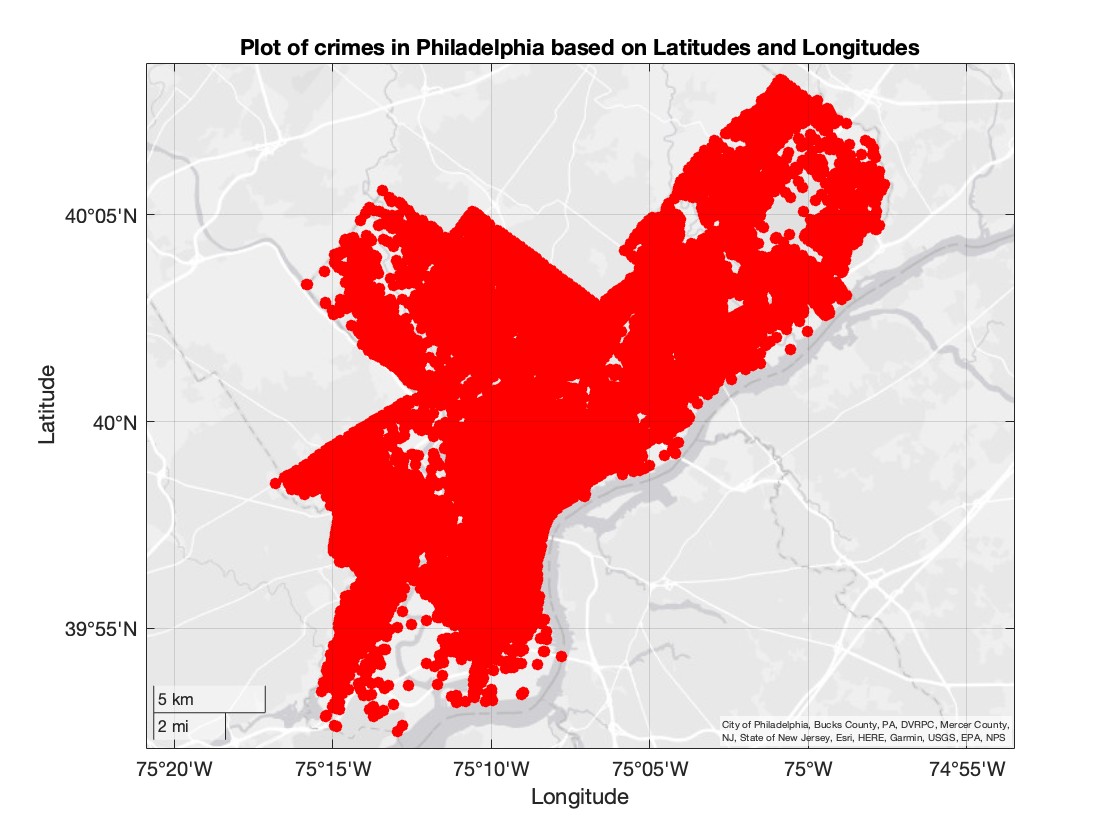 Plot of crimes in Philadelphia based on Latitudes and Longitudes
40°05'N
40°N
39°55'N
Latitude
5 km
2 mi
City of Philadelphia, Bucks County, PA, DVRPC, Mercer County,
NJ, State of New Jersey, Esri, HERE, Garmin, USGS, EPA, NPS
75°20'W 75°15'W 75°10'W 75°05'W 75°W 74°55'W
Longitude